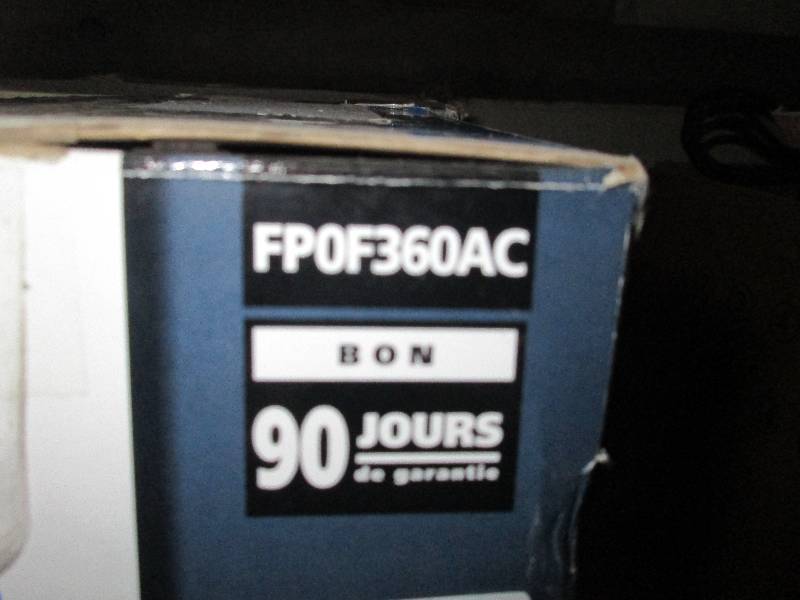 FP0F360AC
BON
90 JOURS
de garantie